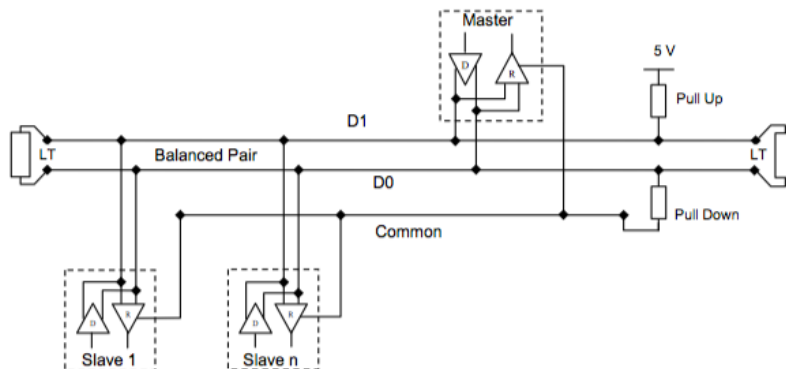 Master
D
R
5 V
Pull Up
D1
LT
Balanced Pair
LT
D0
Pull Down
Common
D
R
D
R
Slave 1
Slave n